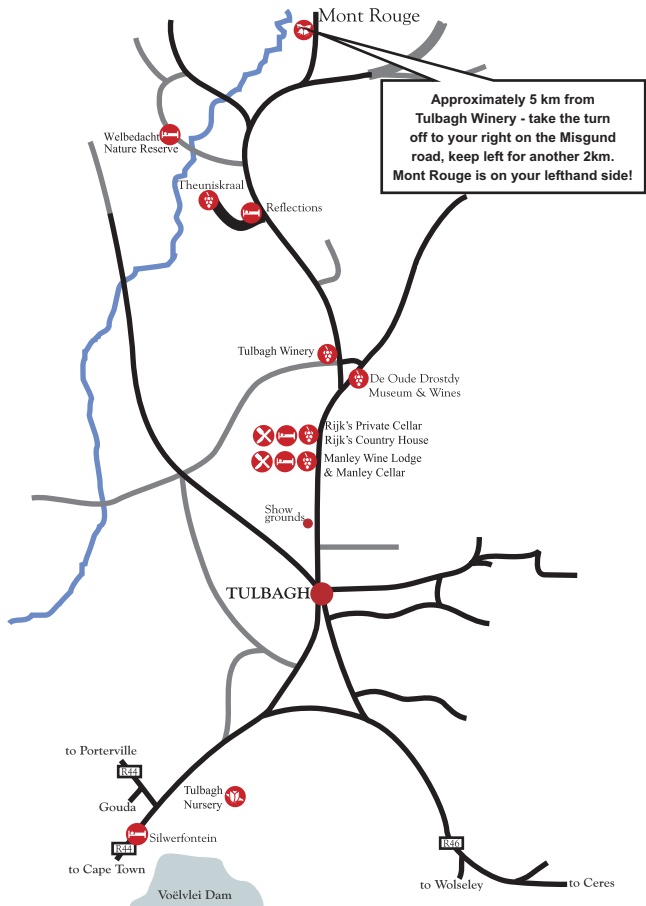 Mont Rouge
Approximately 5 km from
Tulbagh Winery - take the turn
off to your right on the Misgund
road, keep left for another 2km.
Mont Rouge is on your lefthand side!
Welbedacht
Nature Reserve
Theuniskraal
Reflections
Tulbagh Winery
De Oude Drostdy
Museum & Wines
Rijk's Private Cellar
Rijk's Country House
Manley Wine Lodge
& Manley Cellar
Show
grounds
TULBAGH
to Porterville
R44
Gouda
Tulbagh
Nursery
Silwerfontein
R44
to Cape Town
Voëlvlei Dam
R46
to Wolseley
to Ceres